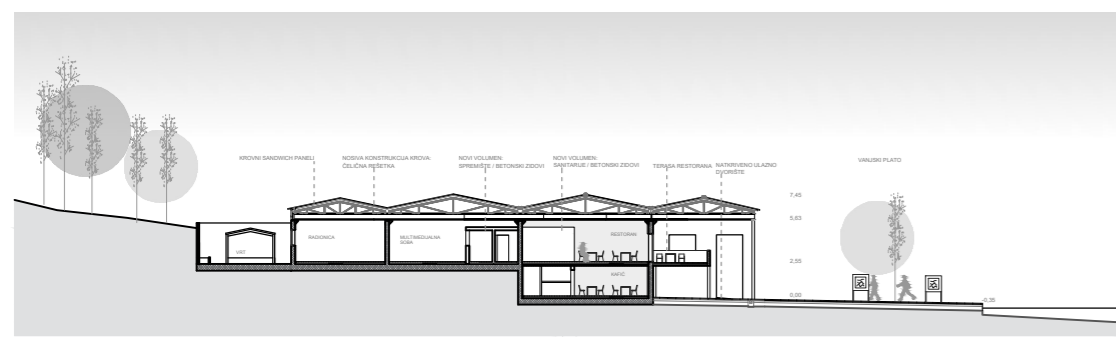 KROVNI SANDWICH PANELI
NOSIVA KONSTRUKCIJA KROVA:
ČELIČNA REŠETKA
NOVI VOLUMEN:
SPREMIŠTE / BETONSKI ZIDOVI
NOVI VOLUMEN:
SANITARIJE / BETONSKI ZIDOVI
TERASA RESTORANA
NATKRIVENO ULAZNO
DVORIŠTE
VANJSKI PLATO
7,45
5,63
2,55
0,00
-0,35
VRT
RADIONICA
MULTIMEDIJALNA
SOBA
RESTORAN
KAFIĆ